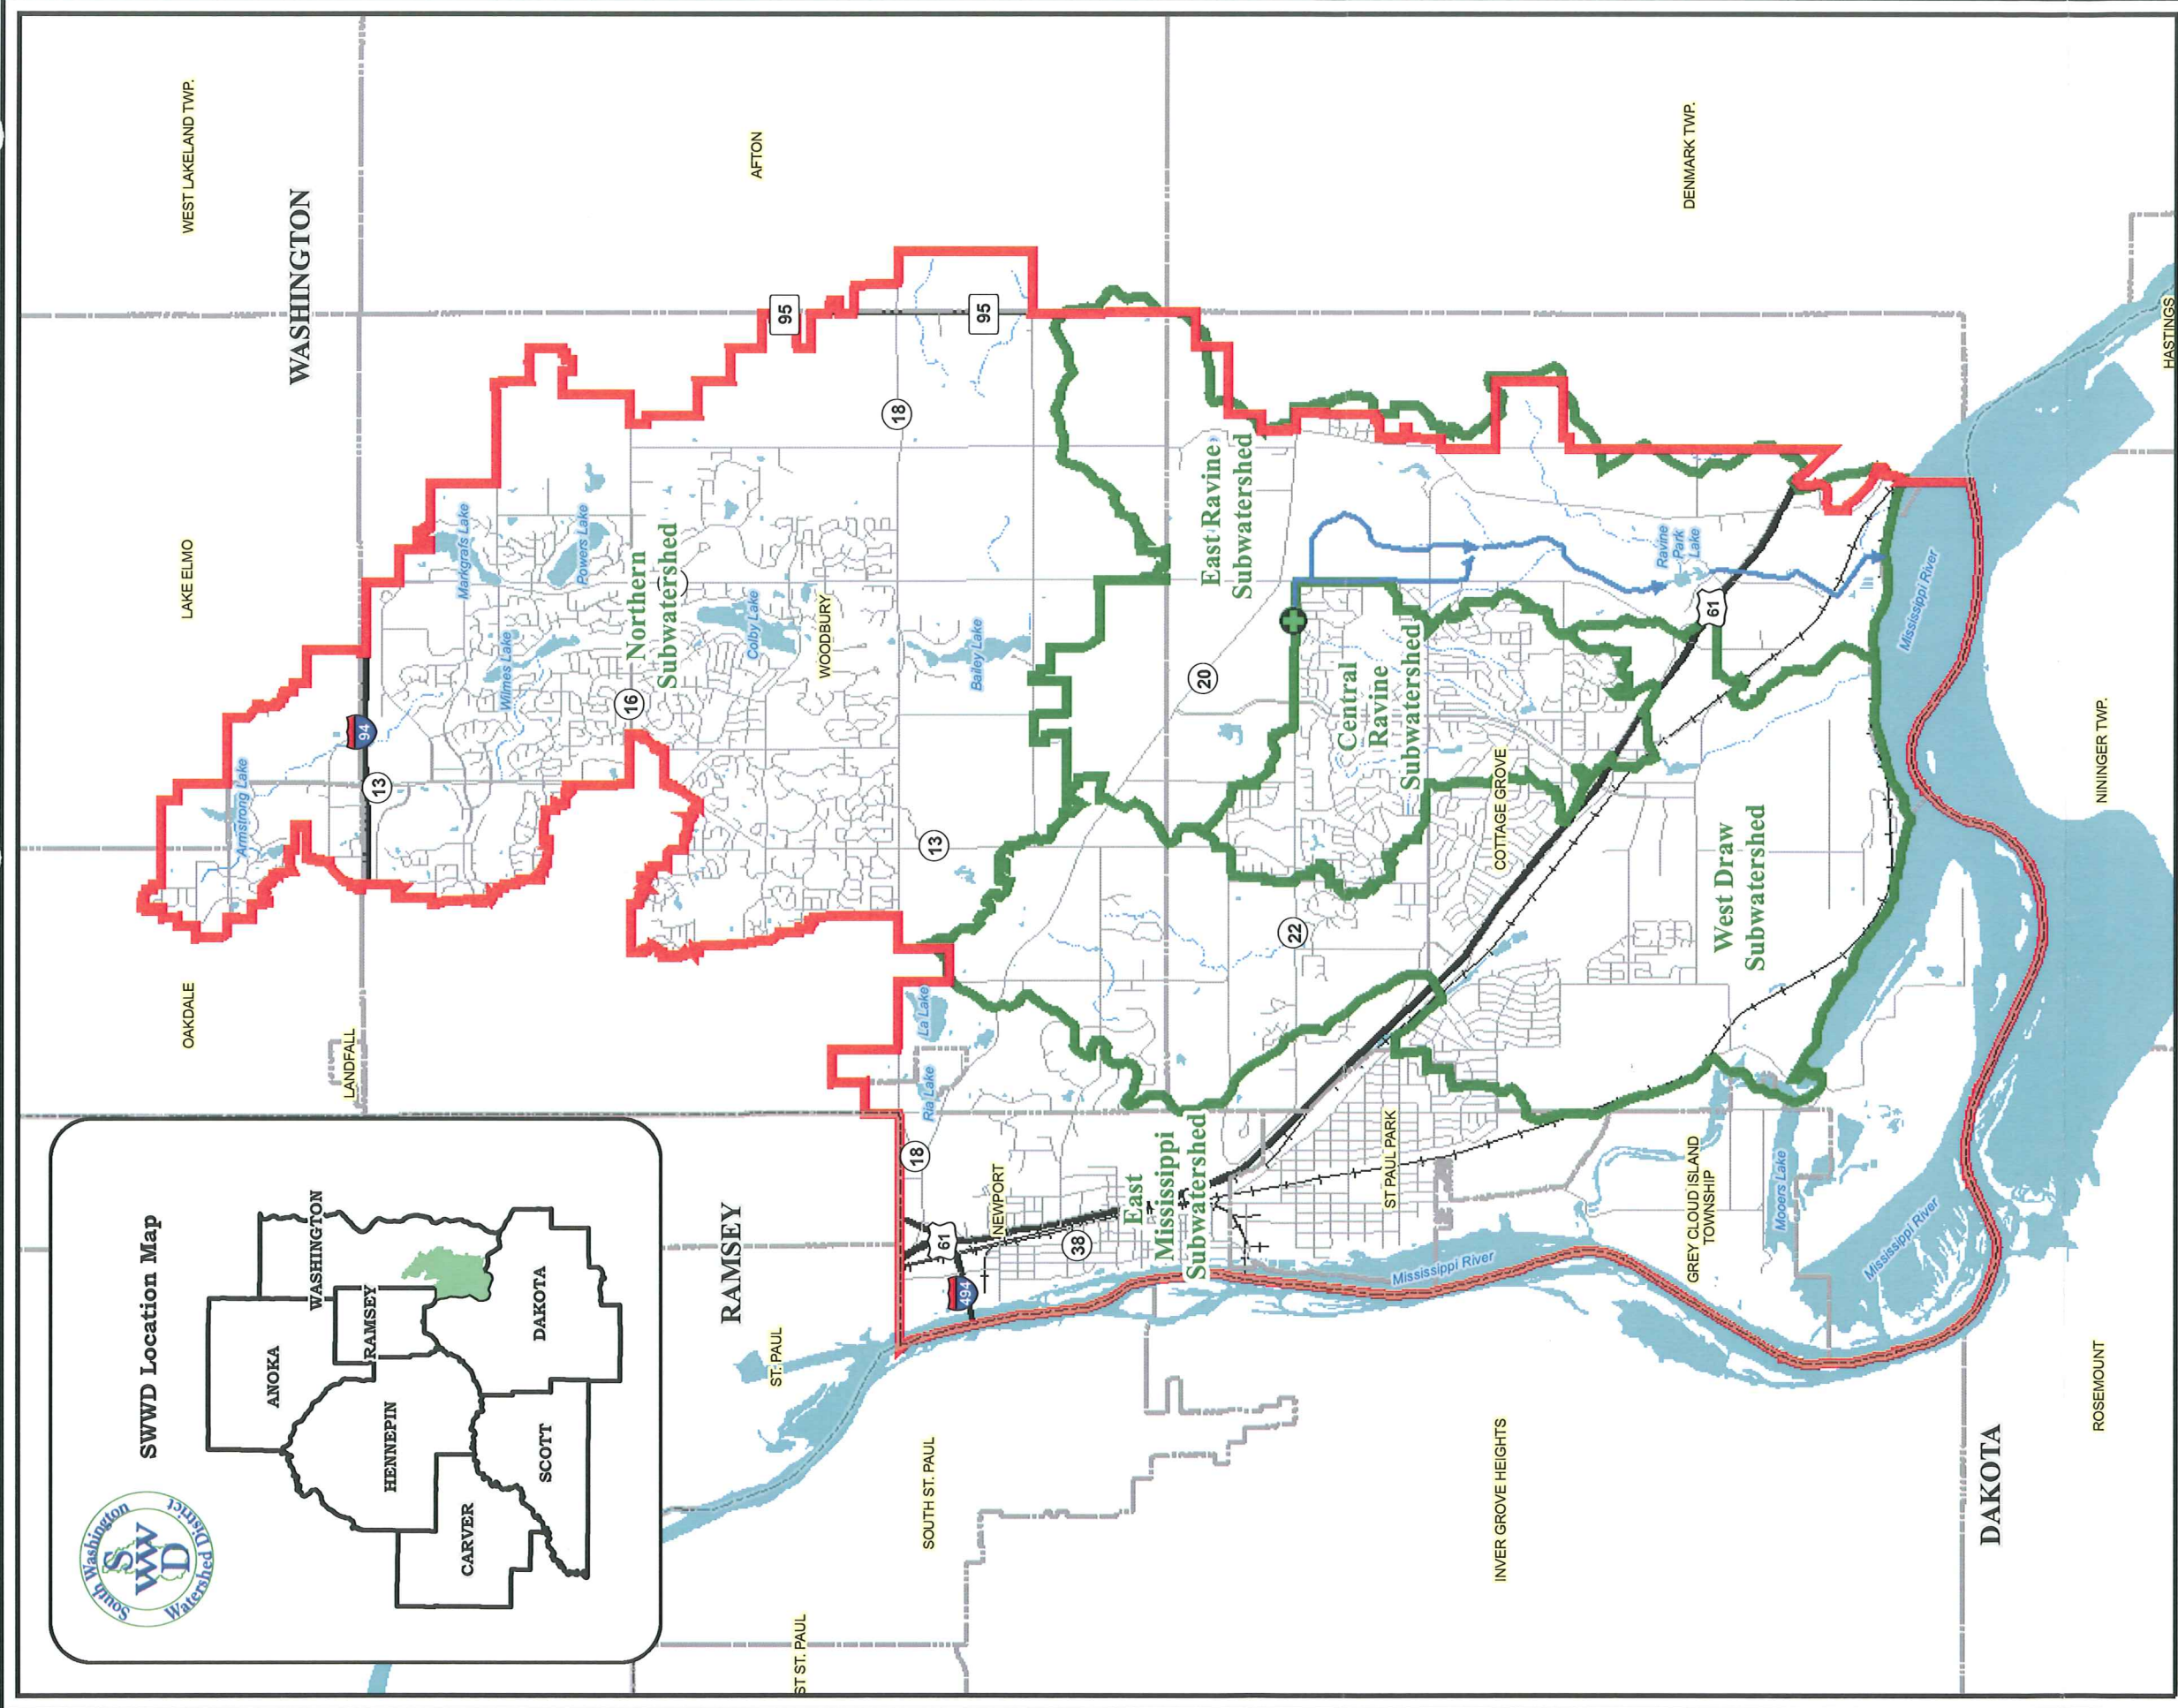 SWWD Location Map
South Washington
Watershed District
S
WW
D
ANOKA
WASHINGTON
RAMSEY
HENNEPIN
CARVER
SCOTT
DAKOTA
OAKDALE
LAKE ELMO
WEST LAKELAND TWP.
WASHINGTON
LANDFALL
Armstrong Lake
94
13
Markgrafs Lake
Wilmes Lake
Powers Lake
16
Northern
Subwatershed
Colby Lake
WOODBURY
AFTON
95
RAMSEY
ST. PAUL
ST ST. PAUL
18
18
13
La Lake
Ria Lake
Bailey Lake
95
SOUTH ST. PAUL
494
61
NEWPORT
38
East
Mississippi
Subwatershed
20
East Ravine
Subwatershed
22
Central
Ravine
Subwatershed
ST PAUL PARK
Mississippi River
COTTAGE GROVE
INVER GROVE HEIGHTS
DENMARK TWP.
Ravine
Park
Lake
61
GREY CLOUD ISLAND
TOWNSHIP
West Draw
Subwatershed
Mooers Lake
Mississippi River
Mississippi River
DAKOTA
ROSEMOUNT
NININGER TWP.
HASTINGS